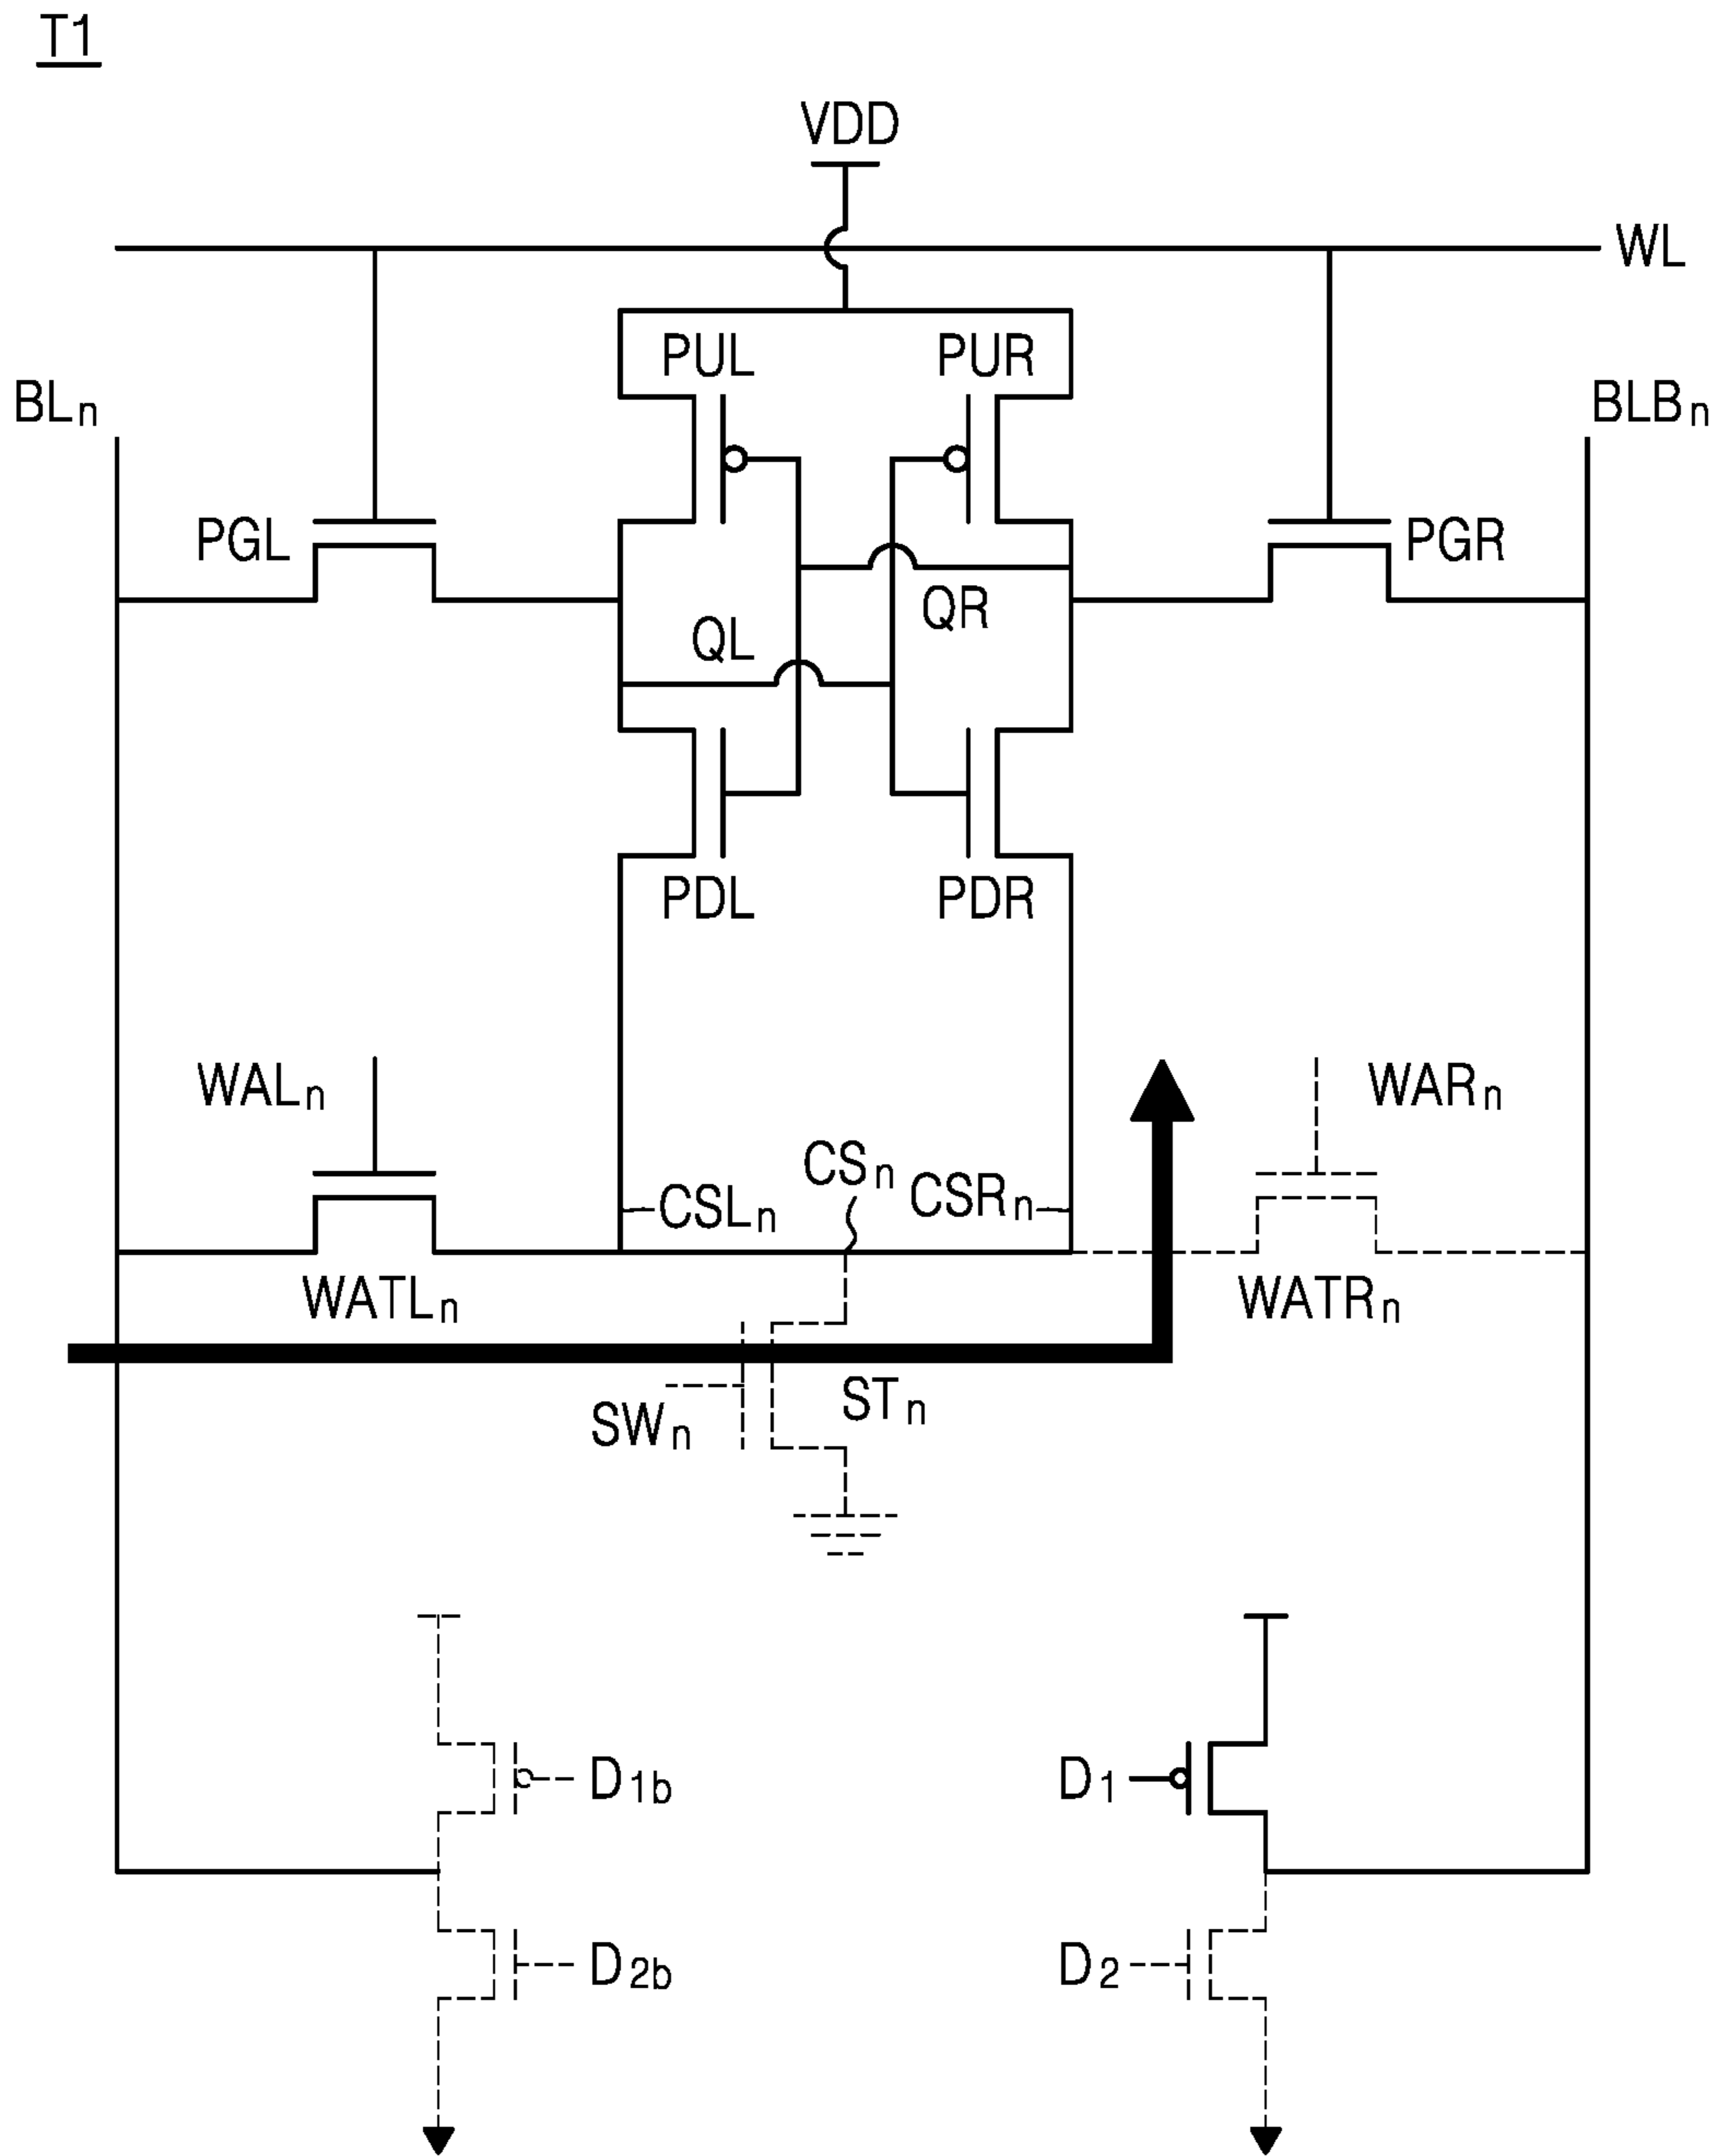 T1
VDD
WL
PUL PUR
BLn BLBn
PGL PGR
QR
QL
PDL PDR
WALn WARn
CSn
CSLn CSRn
WATLn WATRn
STn
SWn
D1b D1
D2b D2